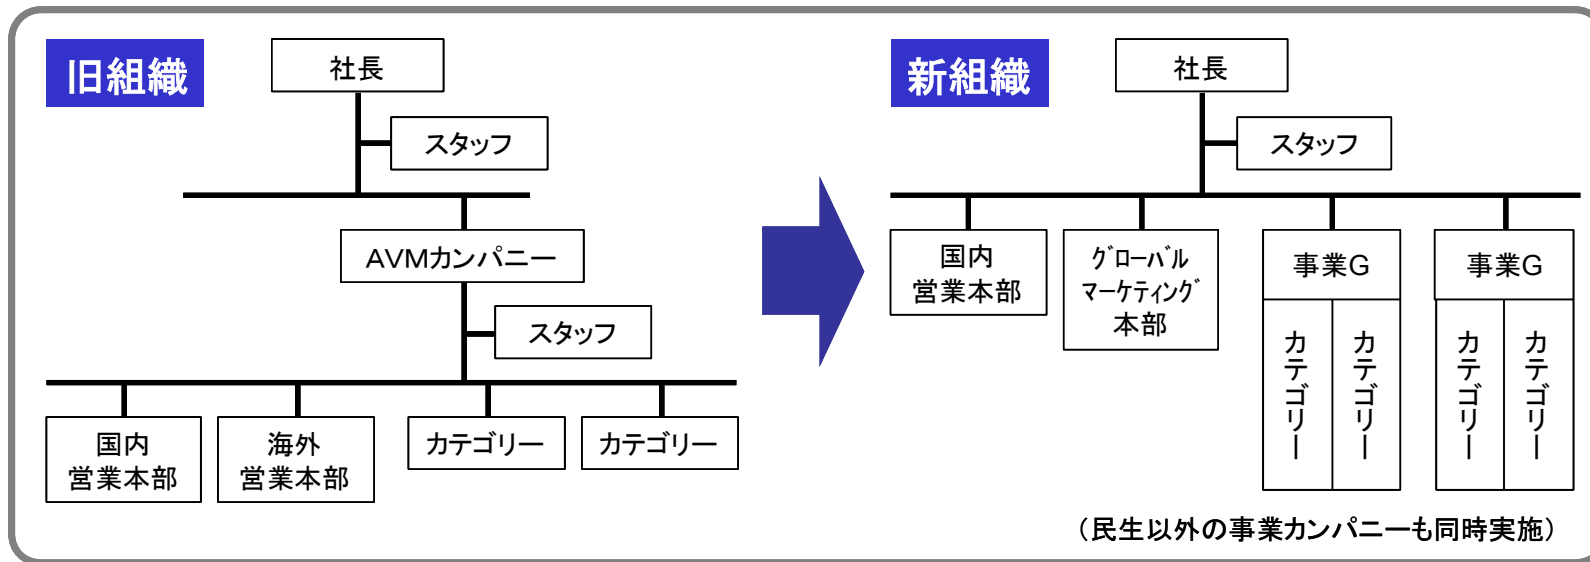 旧組織
社長
スタッフ
AVMカンパニー
スタッフ
国内
営業本部
海外
営業本部
カテゴリー
カテゴリー
新組織
社長
スタッフ
国内
営業本部
グローバル
マーケティング
本部
事業G
カテゴリー
カテゴリー
事業G
カテゴリー
カテゴリー
（民生以外の事業カンパニーも同時実施）